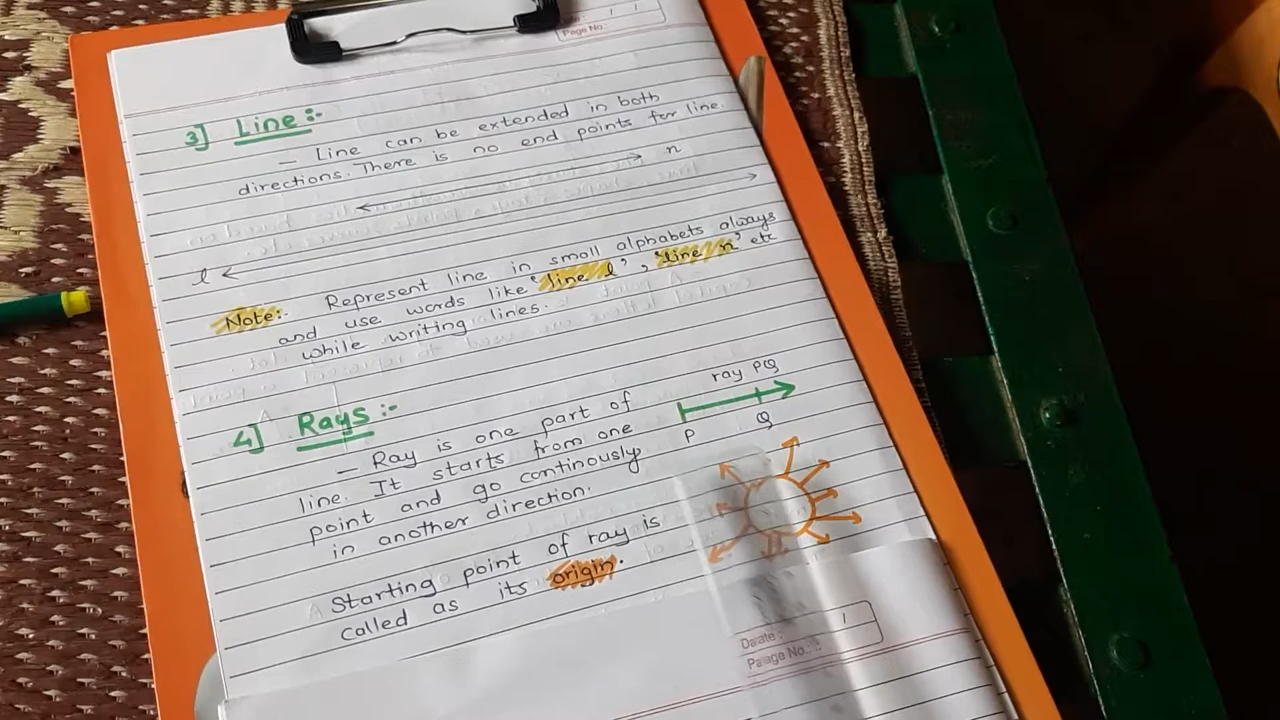 Page No.:
3] Line:-
- Line can be extended in both
directions. There is no end points for line.
n
l
Note:- Represent line in small alphabets always
and use words like 'line l', 'line n' etc
while writing lines.
4] Rays:-
- Ray is one part of
line. It starts from one
point and go continously
in another direction.
ray PQ
P Q
Starting point of ray is
called as its origin.